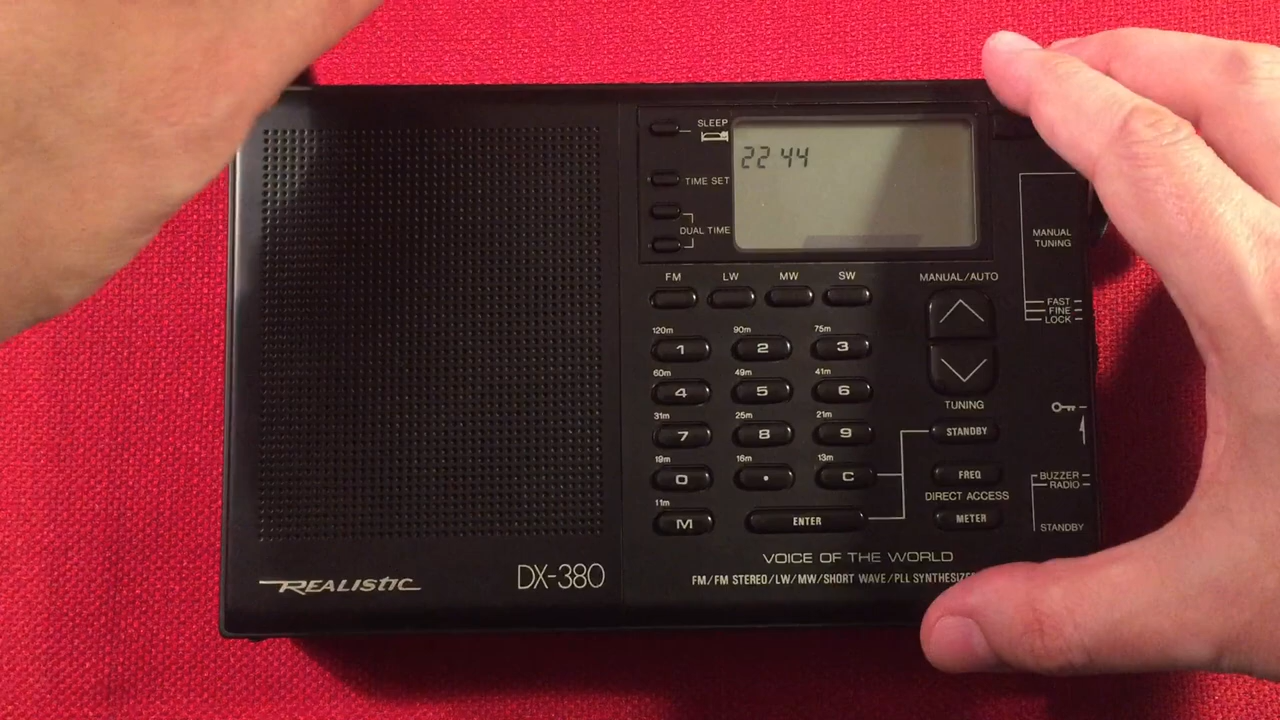 SLEEP
22 44
TIME SET
DUAL TIME
MANUAL TUNING
FM LW MW SW
MANUAL/AUTO
FAST
FINE
LOCK
120m 90m 75m
1 2 3
60m 49m 41m
4 5 6
31m 25m 21m
7 8 9
19m 16m 13m
0 . C
11m
M ENTER
TUNING
STANDBY
FREQ
DIRECT ACCESS
METER
BUZZER
RADIO
STANDBY
VOICE OF THE WORLD
FM/FM STEREO/LW/MW/SHORT WAVE/PLL SYNTHESIZE
REALISTIC
DX-380